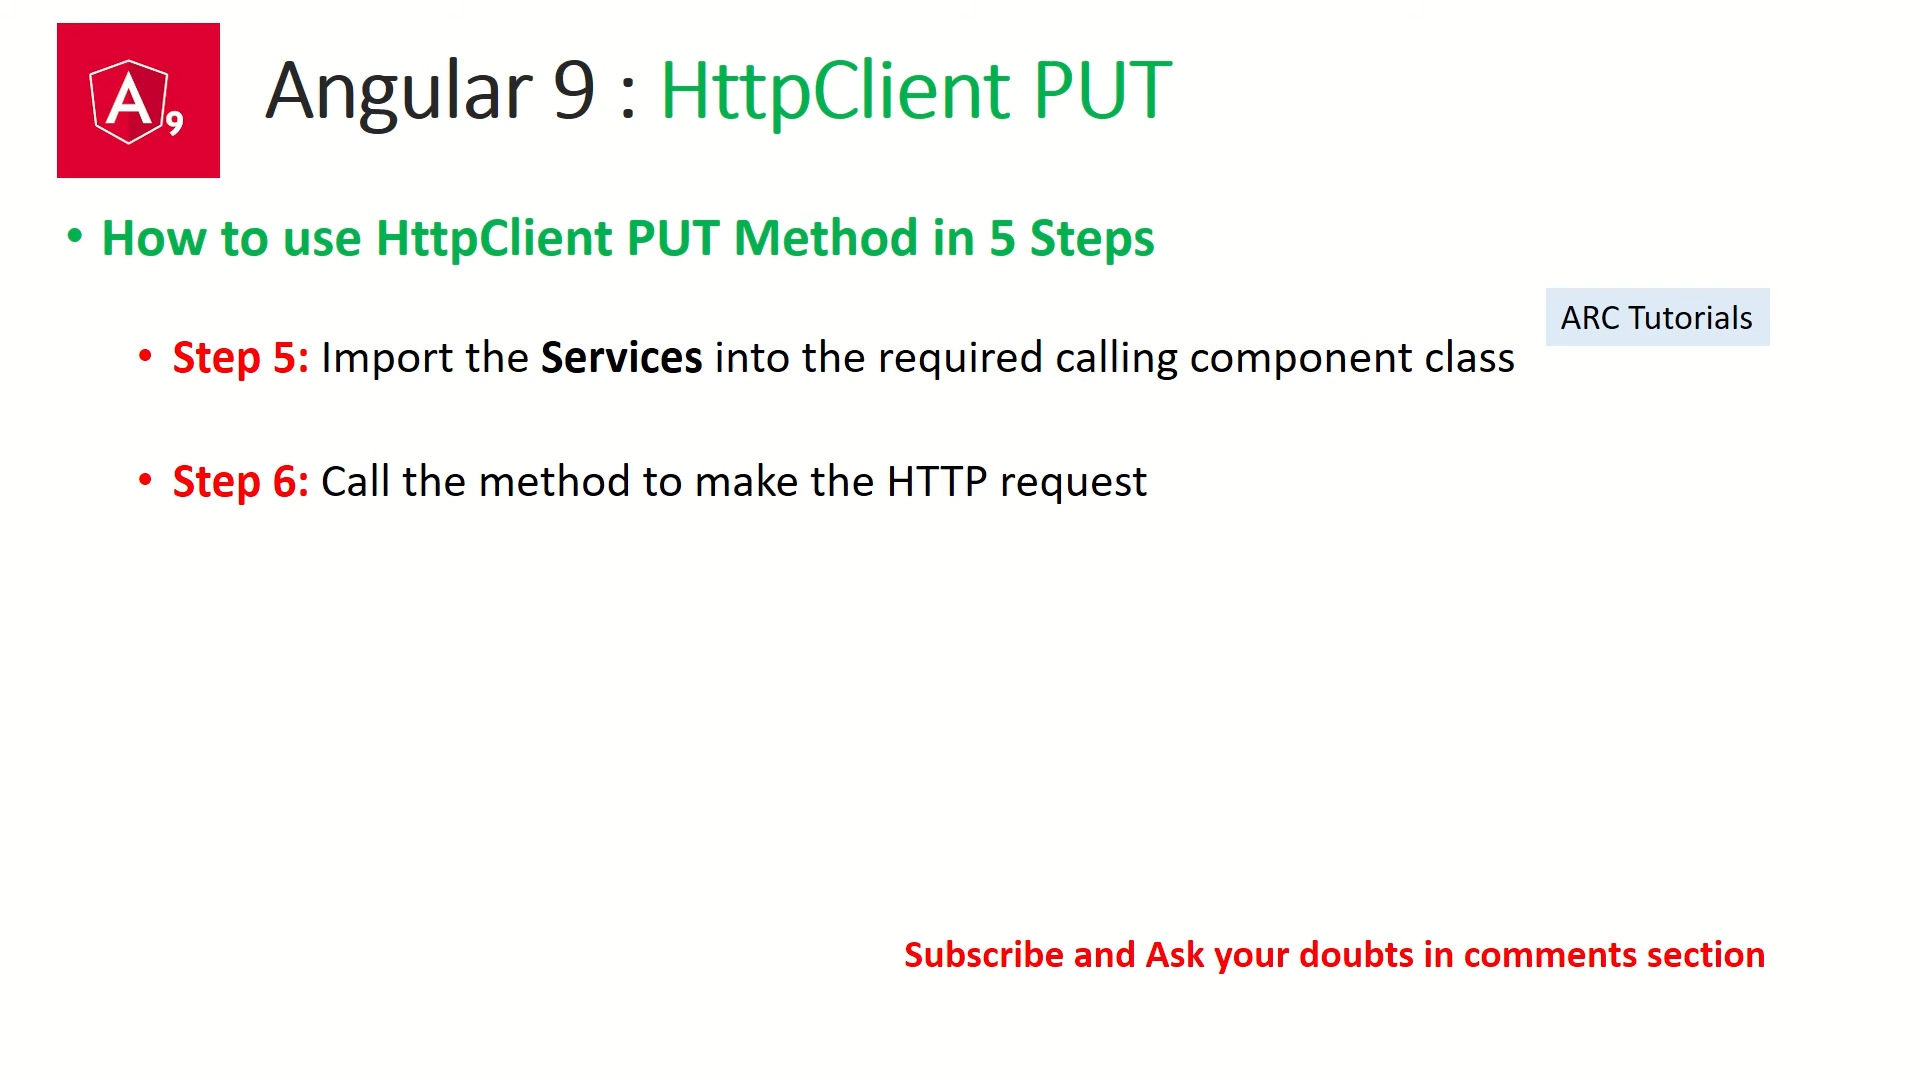 A 9
Angular 9 : HttpClient PUT
• How to use HttpClient PUT Method in 5 Steps
ARC Tutorials
• Step 5: Import the Services into the required calling component class
• Step 6: Call the method to make the HTTP request
Subscribe and Ask your doubts in comments section